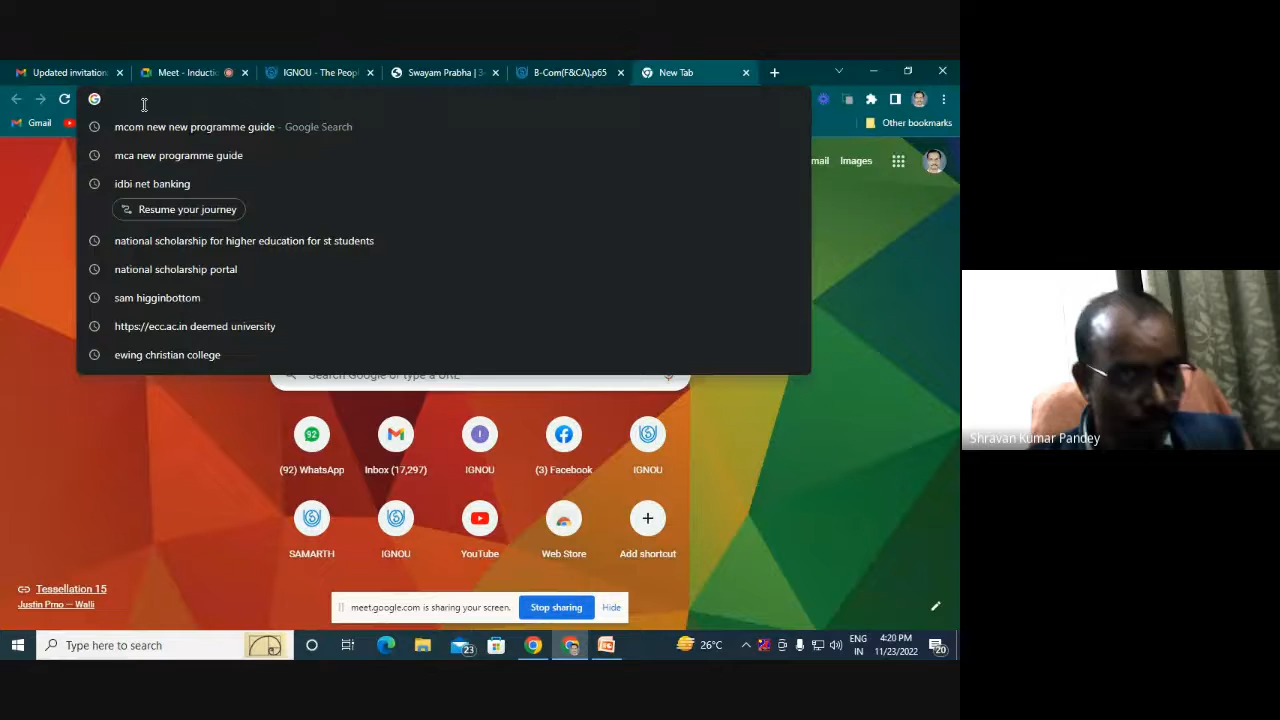 Updated invitation
Meet - Inducti
IGNOU - The Peopl
Swayam Prabha | 3
B-Com(F&CA).p65
New Tab
Gmail
Other bookmarks
mcom new new programme guide - Google Search
mca new programme guide
idbi net banking
Resume your journey
national scholarship for higher education for st students
national scholarship portal
sam higginbottom
https://ecc.ac.in deemed university
ewing christian college
mail
Images
Search Google or type a URL
92
(92) WhatsApp
Inbox (17,297)
I
IGNOU
(3) Facebook
IGNOU
SAMARTH
IGNOU
YouTube
Web Store
Add shortcut
Tessellation 15
Justin Prno — Walli
meet.google.com is sharing your screen.
Stop sharing
Hide
Type here to search
23
26°C
ENG
IN
4:20 PM
11/23/2022
20
Shravan Kumar Pandey